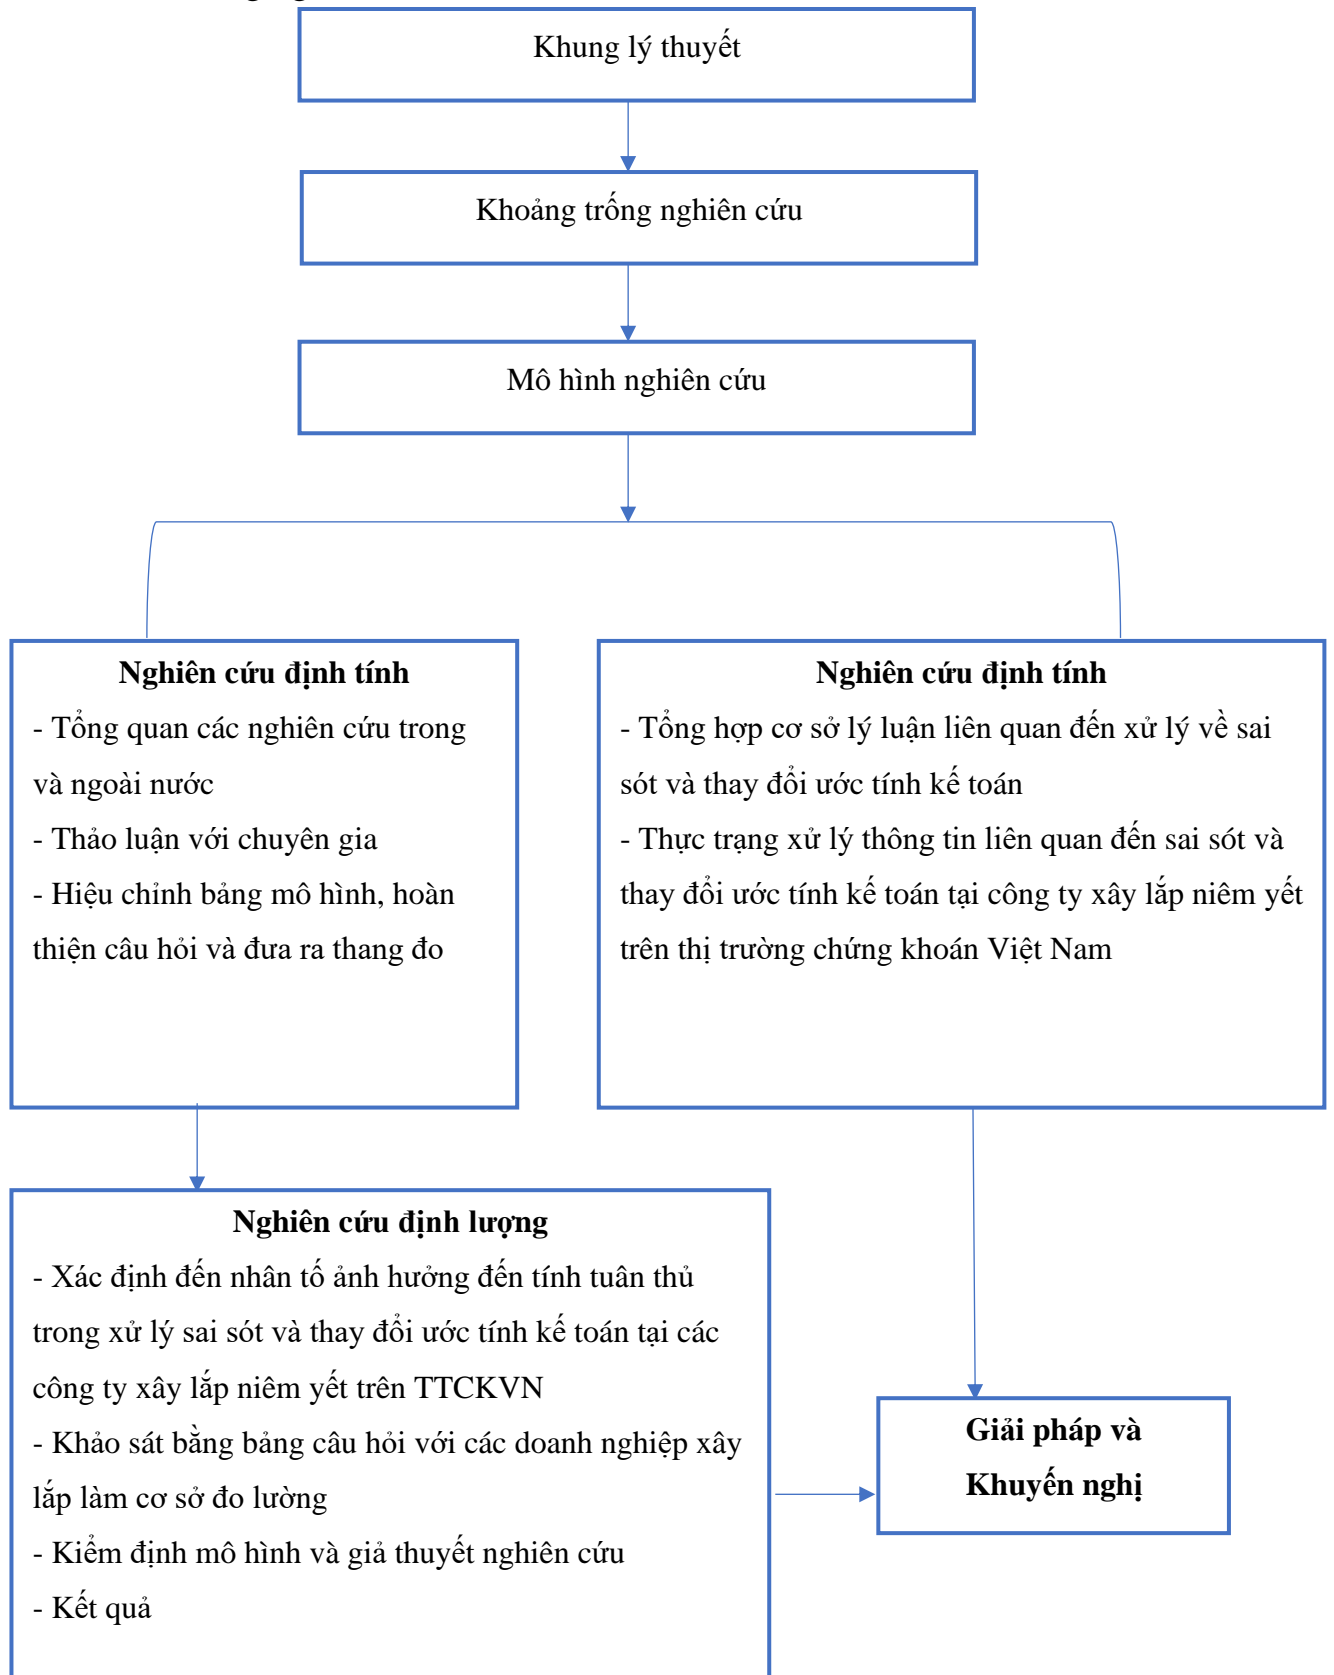 Khung lý thuyết
Khoảng trống nghiên cứu
Mô hình nghiên cứu
Nghiên cứu định tính
- Tổng quan các nghiên cứu trong
và ngoài nước
- Thảo luận với chuyên gia
- Hiệu chỉnh bảng mô hình, hoàn
thiện câu hỏi và đưa ra thang đo
Nghiên cứu định tính
- Tổng hợp cơ sở lý luận liên quan đến xử lý về sai
sót và thay đổi ước tính kế toán
- Thực trạng xử lý thông tin liên quan đến sai sót và
thay đổi ước tính kế toán tại công ty xây lắp niêm yết
trên thị trường chứng khoán Việt Nam
Nghiên cứu định lượng
- Xác định đến nhân tố ảnh hưởng đến tính tuân thủ
trong xử lý sai sót và thay đổi ước tính kế toán tại các
công ty xây lắp niêm yết trên TTCKVN
- Khảo sát bằng bảng câu hỏi với các doanh nghiệp xây
lắp làm cơ sở đo lường
- Kiểm định mô hình và giả thuyết nghiên cứu
- Kết quả
Giải pháp và
Khuyến nghị